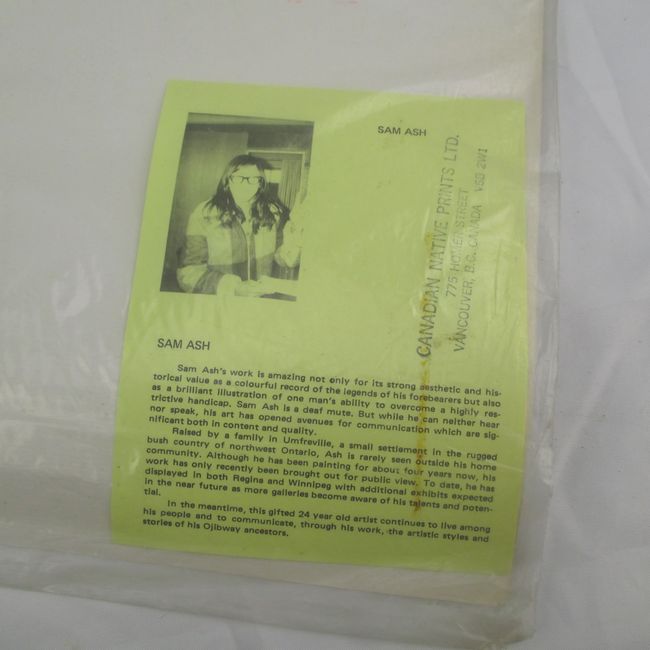 SAM ASH
CANADIAN NATIVE PRINTS LTD.
775 HOMER STREET
VANCOUVER, B.C. CANADA V6B 2W1
SAM ASH
Sam Ash's work is amazing not only for its strong aesthetic and his-
torical value as a colourful record of the legends of his forebearers but also
as a brilliant illustration of one man's ability to overcome a highly res-
trictive handicap. Sam Ash is a deaf mute. But while he can neither hear
nor speak, his art has opened avenues for communication which are sig-
nificant both in content and quality.
Raised by a family in Umfreville, a small settlement in the rugged
bush country of northwest Ontario, Ash is rarely seen outside his home
community. Although he has been painting for about four years now, his
work has only recently been brought out for public view. To date, he has
displayed in both Regina and Winnipeg with additional exhibits expected
in the near future as more galleries become aware of his talents and poten-
tial.
In the meantime, this gifted 24 year old artist continues to live among
his people and to communicate, through his work, the artistic styles and
stories of his Ojibway ancestors.